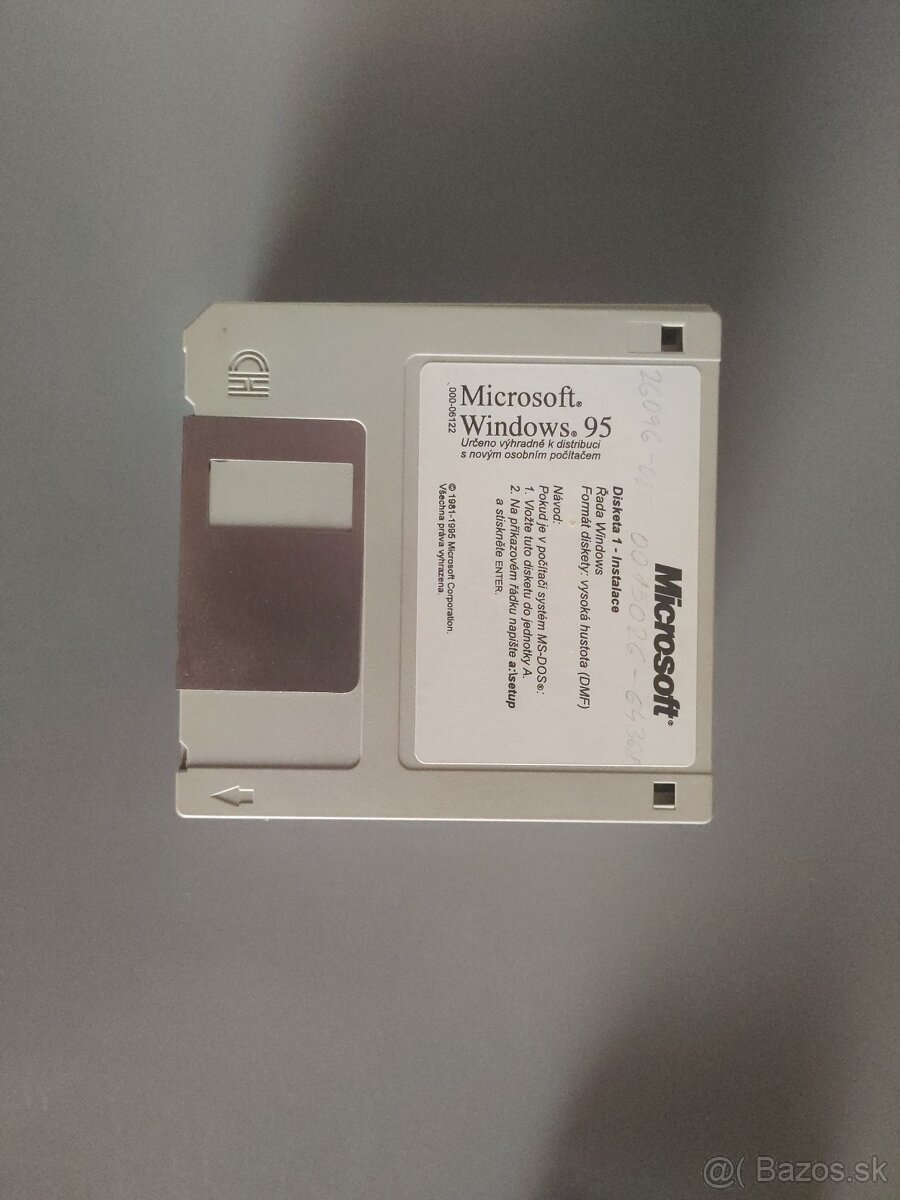 Microsoft®
Disketa 1 - Instalace
Řada Windows
Formát diskety: vysoká hustota (DMF)
Návod:
Pokud je v počítači systém MS-DOS®:
1. Vložte tuto disketu do jednotky A.
2. Na příkazovém řádku napište a:\setup
a stiskněte ENTER.
© 1981-1995 Microsoft Corporation.
Všechna práva vyhrazena.
Microsoft®
Windows® 95
Určeno výhradně k distribuci
s novým osobním počítačem
000-06122
HD
@( Bazos.sk